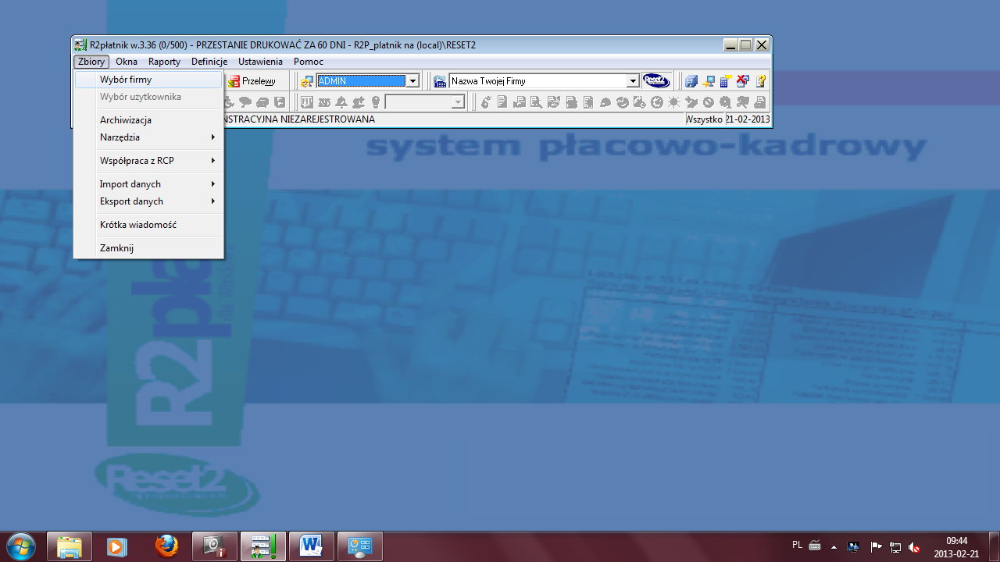 R2płatnik w.3.36 (0/500) - PRZESTANIE DRUKOWAĆ ZA 60 DNI - R2P_platnik na (local)\RESET2
Zbiory Okna Raporty Definicje Ustawienia Pomoc
Wybór firmy
Przelewy
ADMIN
Nazwa Twojej Firmy
Reset2
Wybór użytkownika
NSTRACYJNA NIEZAREJESTROWANA
Wszystko
21-02-2013
Archiwizacja
Narzędzia
Współpraca z RCP
Import danych
Eksport danych
Krótka wiadomość
Zamknij
system płacowo-kadrowy
R2pła
Reset2
PL
09:44
2013-02-21